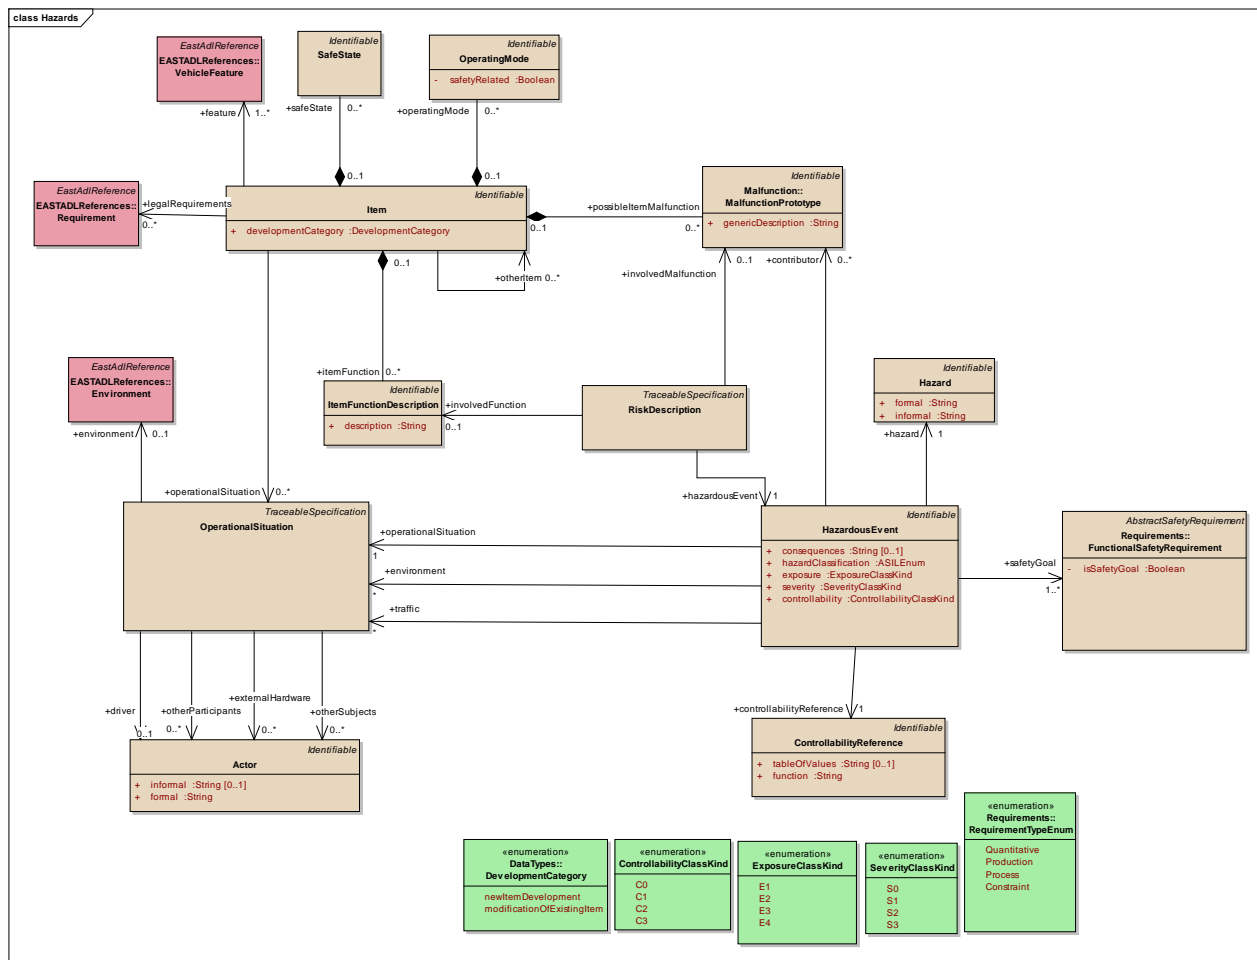 class Hazards
EastAdlReference
EASTADLReferences::
VehicleFeature
Identifiable
SafeState
Identifiable
OperatingMode
- safetyRelated :Boolean
+feature 1..*
+safeState 0..*
+operatingMode 0..*
0..1
0..1
EastAdlReference
EASTADLReferences::
Requirement
+legalRequirements
0..*
Identifiable
Item
+ developmentCategory :DevelopmentCategory
0..1
+possibleItemMalfunction
0..*
Identifiable
Malfunction::
MalfunctionPrototype
+ genericDescription :String
0..1
+otherItem 0..*
0..1
+involvedMalfunction
+contributor 0..*
EastAdlReference
EASTADLReferences::
Environment
+environment 0..1
+itemFunction 0..*
Identifiable
ItemFunctionDescription
+ description :String
+involvedFunction
0..1
TraceableSpecification
RiskDescription
Identifiable
Hazard
+ formal :String
+ informal :String
+hazard 1
+operationalSituation 0..*
+hazardousEvent 1
TraceableSpecification
OperationalSituation
+operationalSituation
1
+environment
*
+traffic
*
Identifiable
HazardousEvent
+ consequences :String [0..1]
+ hazardClassification :ASILEnum
+ exposure :ExposureClassKind
+ severity :SeverityClassKind
+ controllability :ControllabilityClassKind
+safetyGoal
1..*
AbstractSafetyRequirement
Requirements::
FunctionalSafetyRequirement
- isSafetyGoal :Boolean
+driver
0..1
+otherParticipants
0..*
+externalHardware
0..*
+otherSubjects
0..*
Identifiable
Actor
+ informal :String [0..1]
+ formal :String
+controllabilityReference 1
Identifiable
ControllabilityReference
+ tableOfValues :String [0..1]
+ function :String
«enumeration»
DataTypes::
DevelopmentCategory
newItemDevelopment
modificationOfExistingItem
«enumeration»
ControllabilityClassKind
C0
C1
C2
C3
«enumeration»
ExposureClassKind
E1
E2
E3
E4
«enumeration»
SeverityClassKind
S0
S1
S2
S3
«enumeration»
Requirements::
RequirementTypeEnum
Quantitative
Production
Process
Constraint